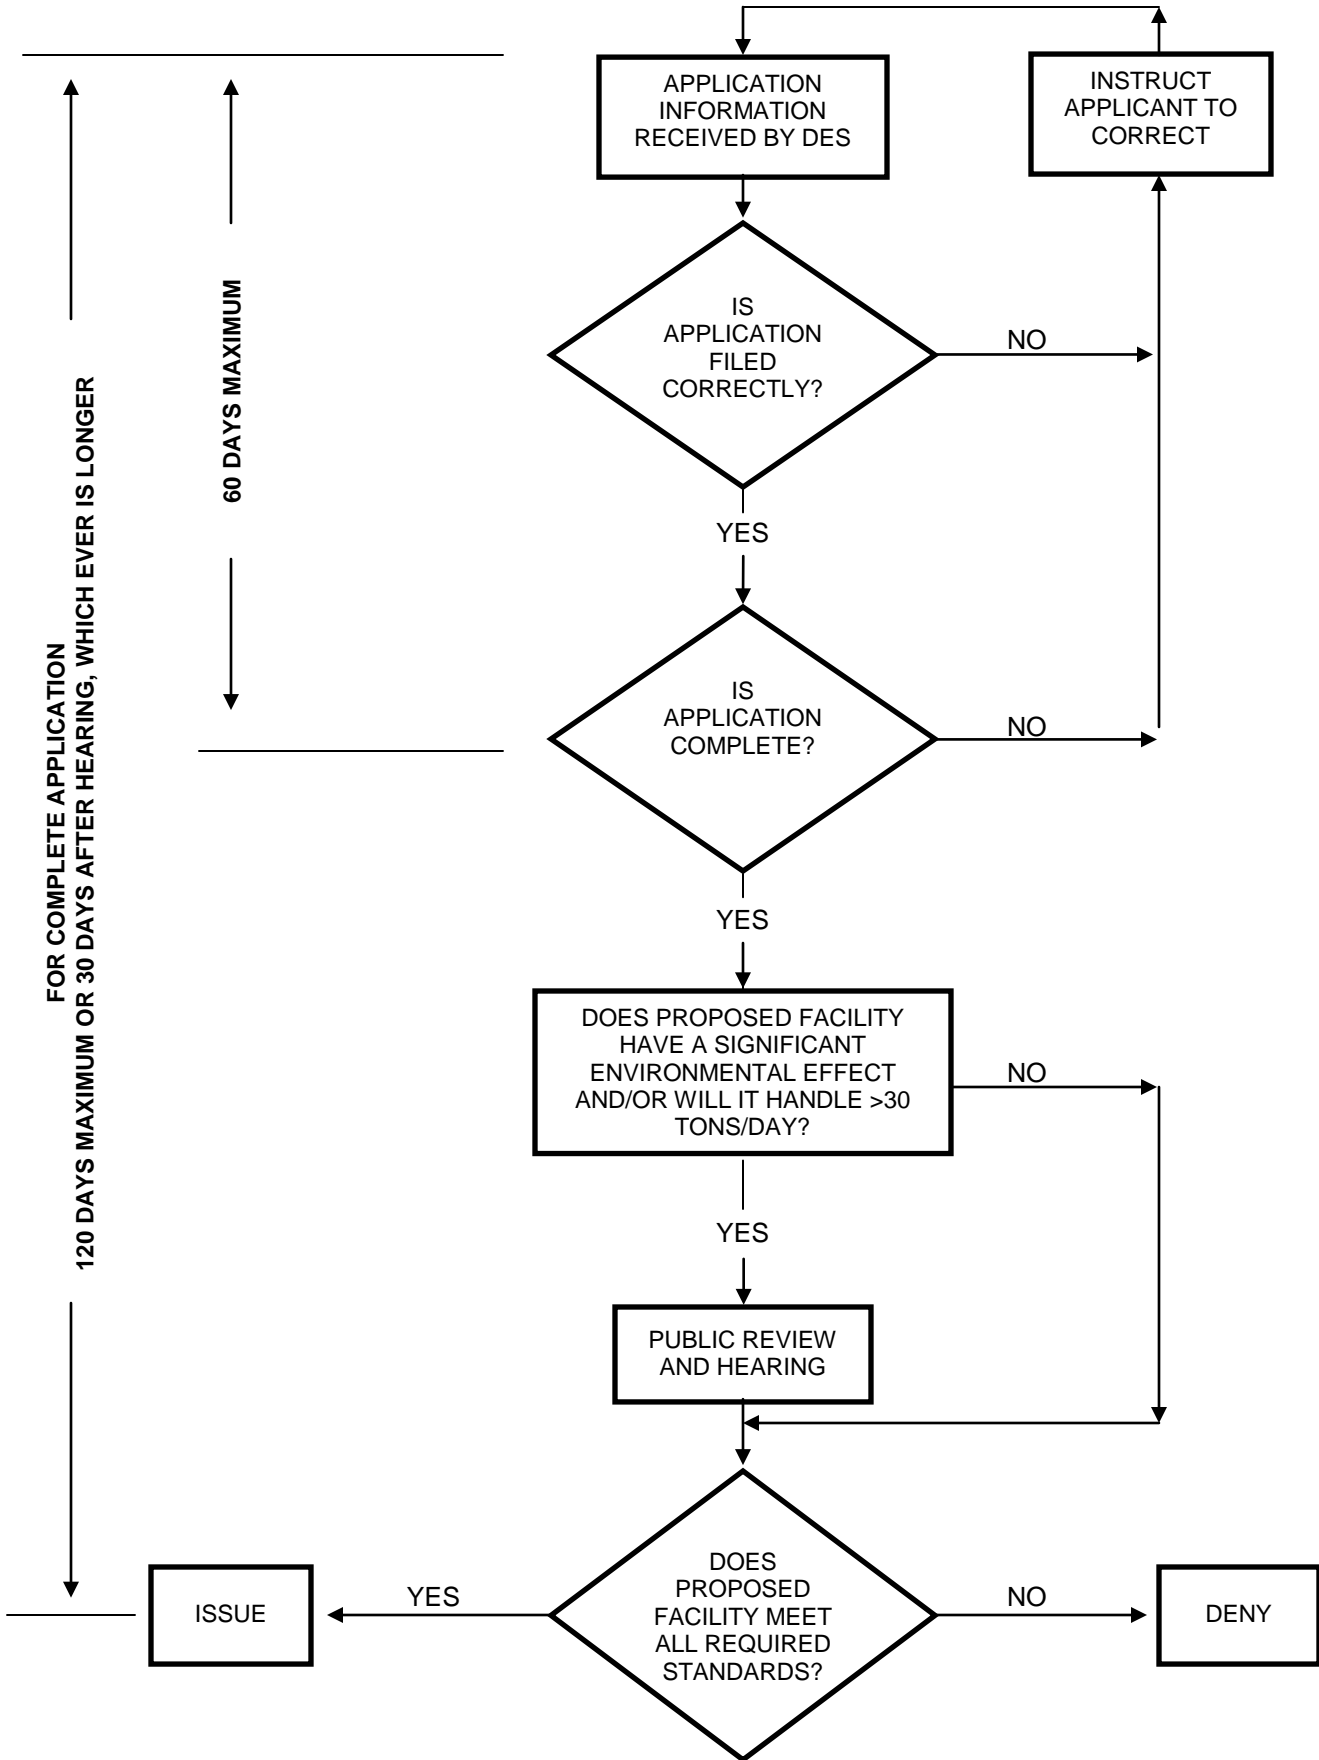 APPLICATION
INFORMATION
RECEIVED BY DES
INSTRUCT
APPLICANT TO
CORRECT
IS
APPLICATION
FILED
CORRECTLY?
NO
YES
60 DAYS MAXIMUM
FOR COMPLETE APPLICATION
120 DAYS MAXIMUM OR 30 DAYS AFTER HEARING, WHICH EVER IS LONGER
IS
APPLICATION
COMPLETE?
NO
YES
DOES PROPOSED FACILITY
HAVE A SIGNIFICANT
ENVIRONMENTAL EFFECT
AND/OR WILL IT HANDLE >30
TONS/DAY?
NO
YES
PUBLIC REVIEW
AND HEARING
DOES
PROPOSED
FACILITY MEET
ALL REQUIRED
STANDARDS?
YES
ISSUE
NO
DENY